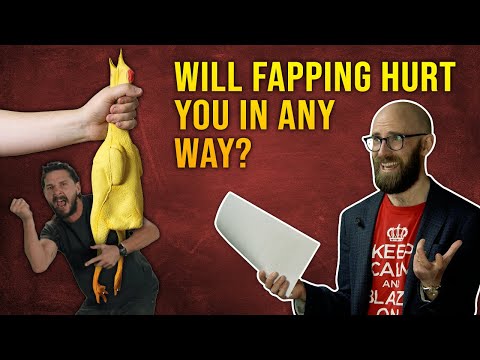 WILL FAPPING HURT
YOU IN ANY
WAY?
KEEP
CALM
AND
BLAZE
ON